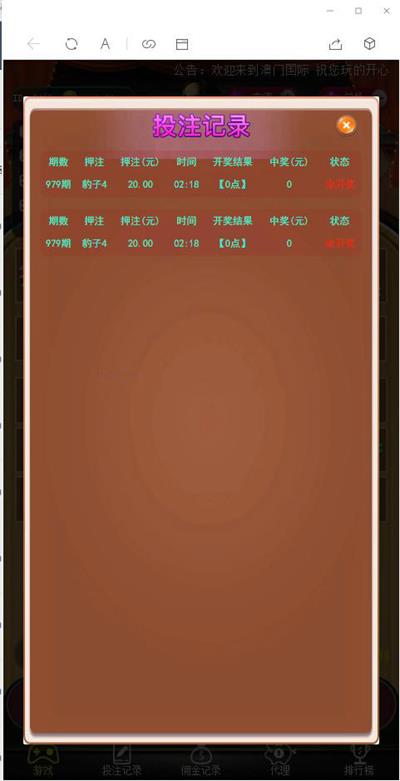 公告：欢迎来到澳门国际 祝您玩的开心
投注记录
期数 押注 押注(元) 时间 开奖结果 中奖(元) 状态
979期 豹子4 20.00 02:18 【0点】 0 未开奖
期数 押注 押注(元) 时间 开奖结果 中奖(元) 状态
979期 豹子4 20.00 02:18 【0点】 0 未开奖
游戏 投注记录 佣金记录 代理 排行榜